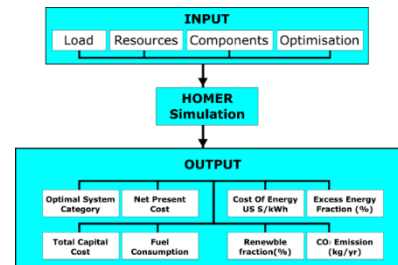 INPUT
Load Resources Components Optimisation
HOMER
Simulation
OUTPUT
Optimal System
Category
Net Present
Cost
Cost Of Energy
US S/kWh
Excess Energy
Fraction (%)
Total Capital
Cost
Fuel
Consumption
Renewble
fraction(%)
CO₂ Emission
(kg/yr)